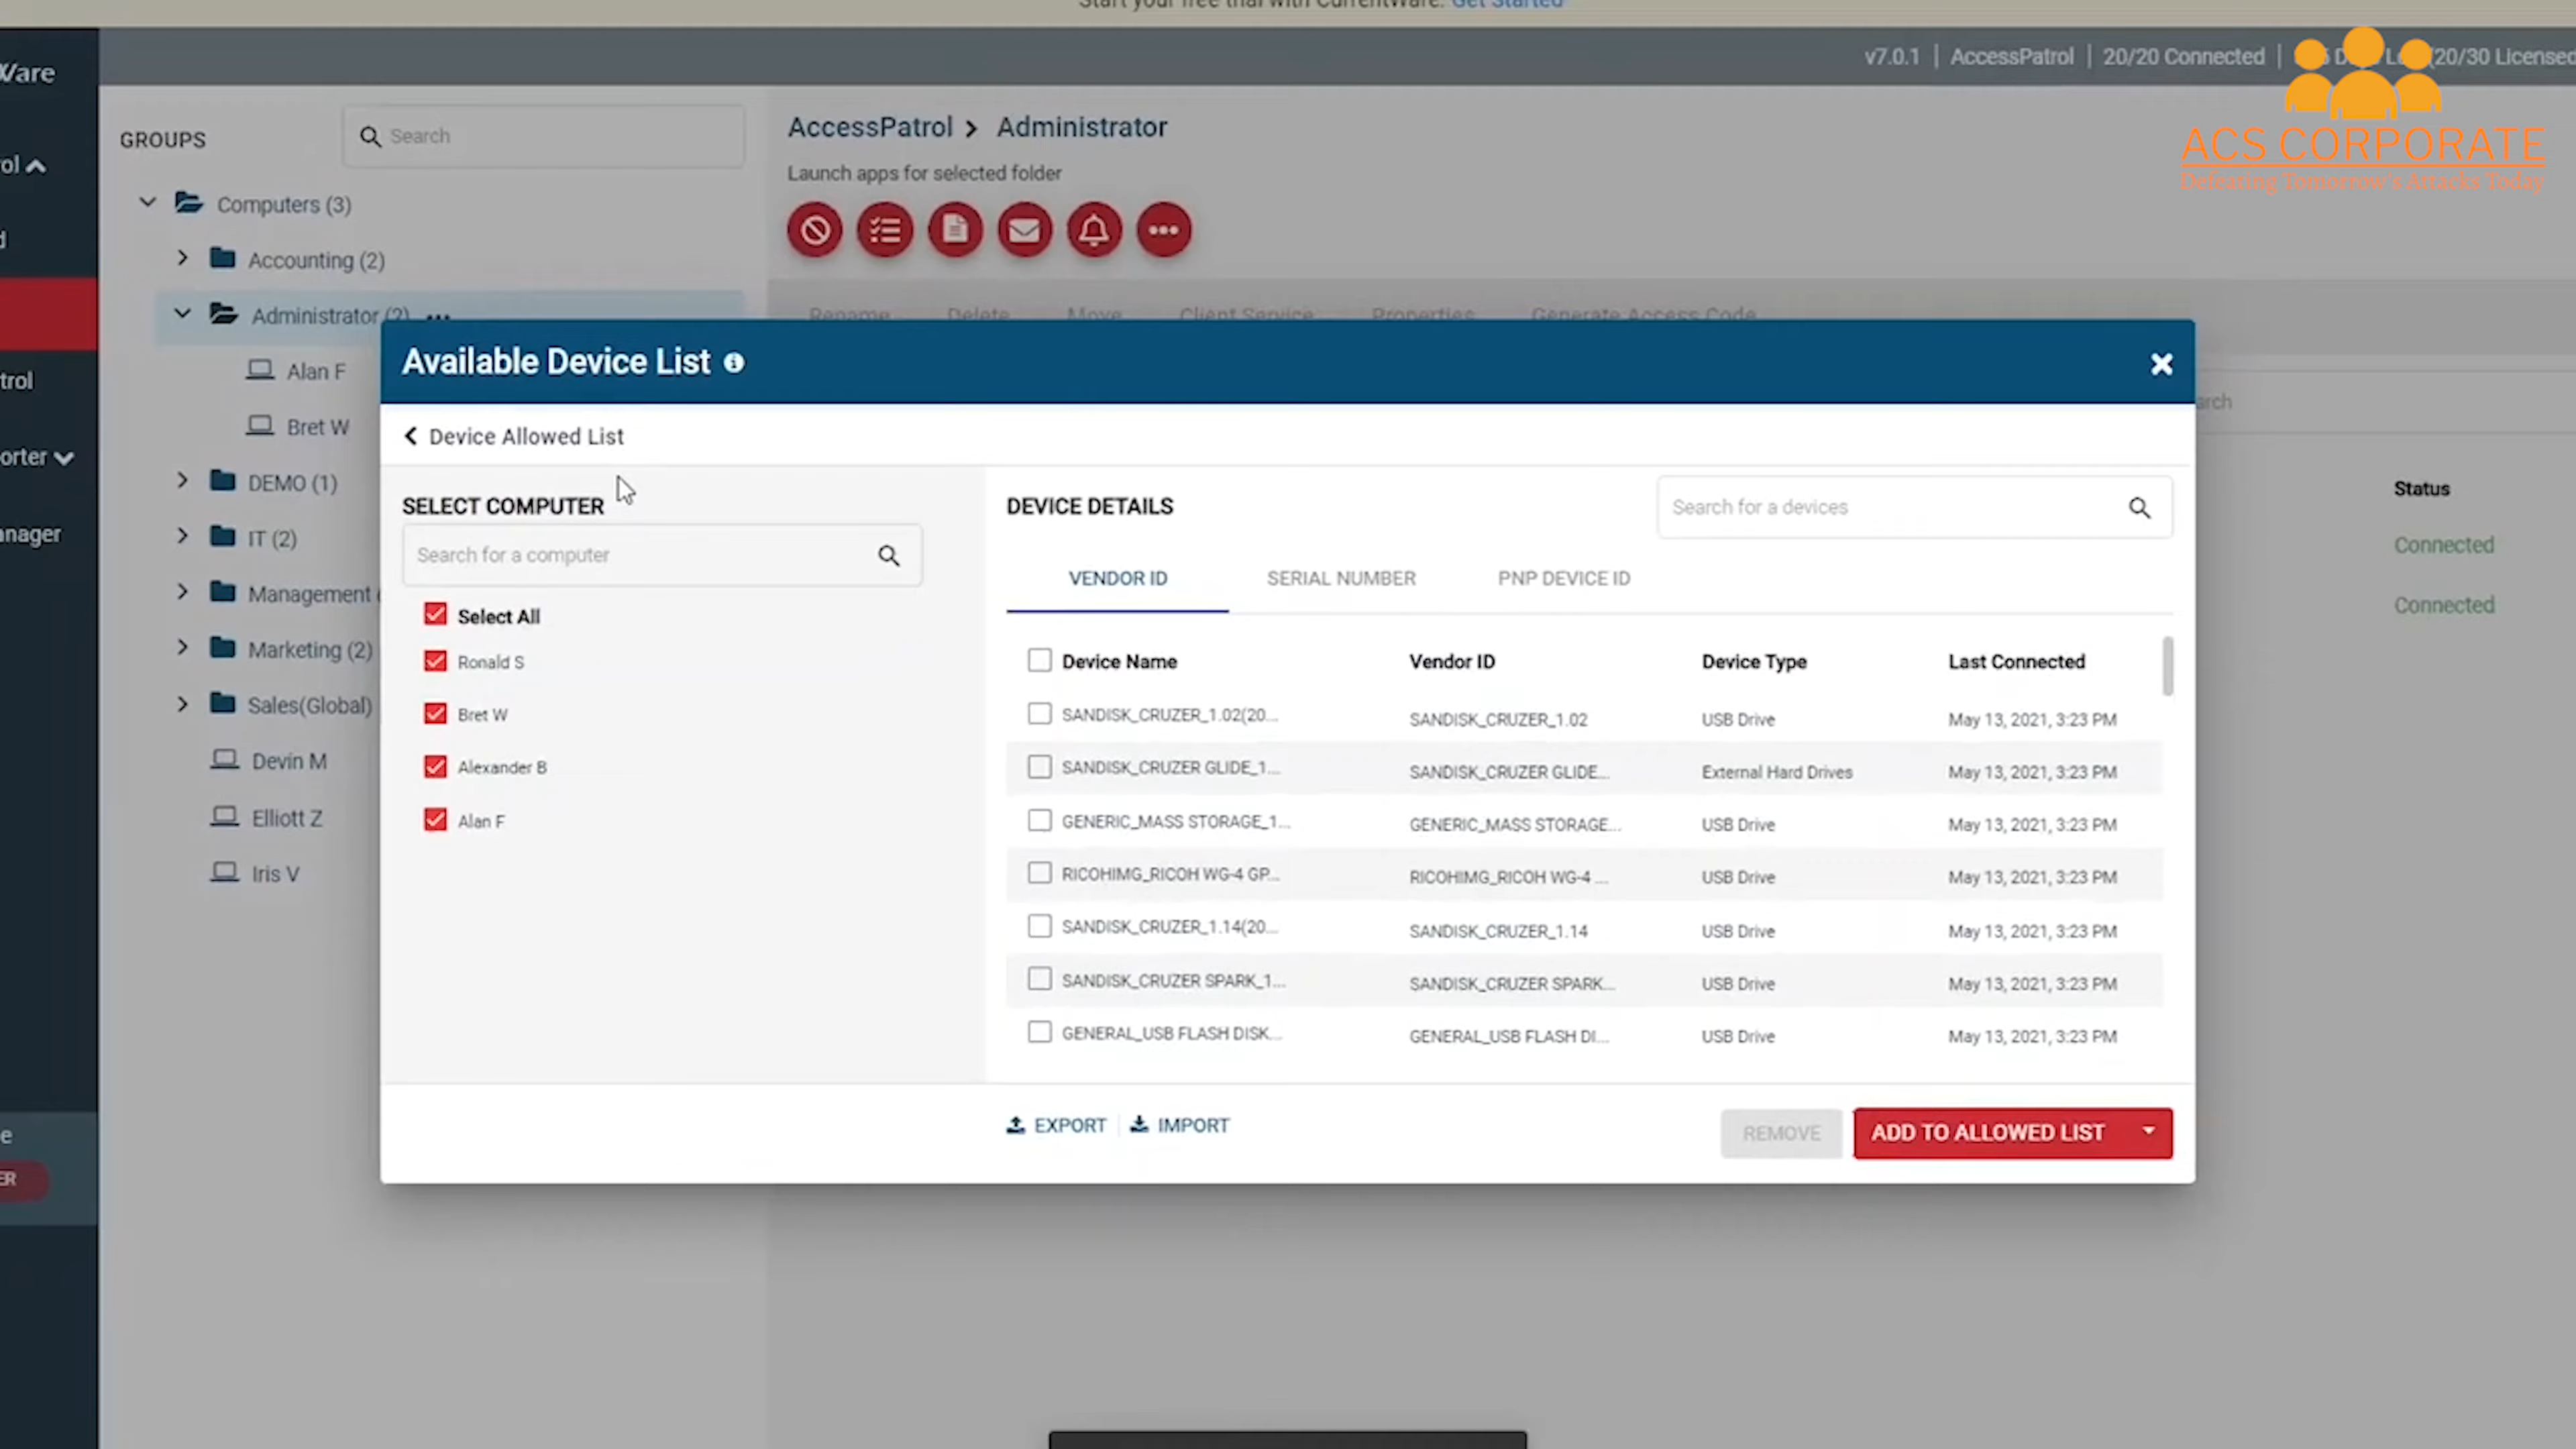 Start your free trial with CurrentWare. Get Started
Ware
v7.0.1 | AccessPatrol | 20/20 Connected | (20/30 Licensed
ACS CORPORATE
Defeating Tomorrow's Attacks Today
GROUPS
Search
Computers (3)
Accounting (2)
Administrator (2)
Alan F
Bret W
DEMO (1)
IT (2)
Management (
Marketing (2)
Sales(Global)
Devin M
Elliott Z
Iris V
ol
d
trol
orter
anager
e
ER
AccessPatrol > Administrator
Launch apps for selected folder
Rename Delete Move Client Service Properties Generate Access Code
arch
Status
Connected
Connected
Available Device List
Device Allowed List
SELECT COMPUTER
Search for a computer
Select All
Ronald S
Bret W
Alexander B
Alan F
DEVICE DETAILS
Search for a devices
VENDOR ID SERIAL NUMBER PNP DEVICE ID
Device Name Vendor ID Device Type Last Connected
SANDISK_CRUZER_1.02(20... SANDISK_CRUZER_1.02 USB Drive May 13, 2021, 3:23 PM
SANDISK_CRUZER GLIDE_1... SANDISK_CRUZER GLIDE... External Hard Drives May 13, 2021, 3:23 PM
GENERIC_MASS STORAGE_1... GENERIC_MASS STORAGE... USB Drive May 13, 2021, 3:23 PM
RICOHIMG_RICOH WG-4 GP... RICOHIMG_RICOH WG-4 ... USB Drive May 13, 2021, 3:23 PM
SANDISK_CRUZER_1.14(20... SANDISK_CRUZER_1.14 USB Drive May 13, 2021, 3:23 PM
SANDISK_CRUZER SPARK_1... SANDISK_CRUZER SPARK... USB Drive May 13, 2021, 3:23 PM
GENERAL_USB FLASH DISK... GENERAL_USB FLASH DI... USB Drive May 13, 2021, 3:23 PM
EXPORT | IMPORT
REMOVE
ADD TO ALLOWED LIST